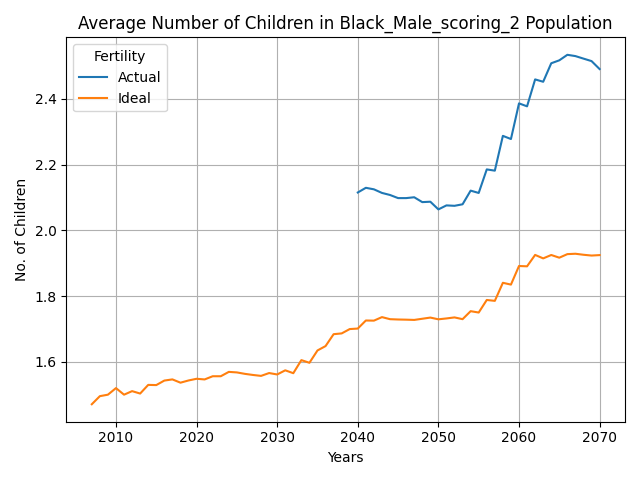 Average Number of Children in Black_Male_scoring_2 Population
Fertility
Actual
Ideal
No. of Children
2.4
2.2
2.0
1.8
1.6
2010 2020 2030 2040 2050 2060 2070
Years